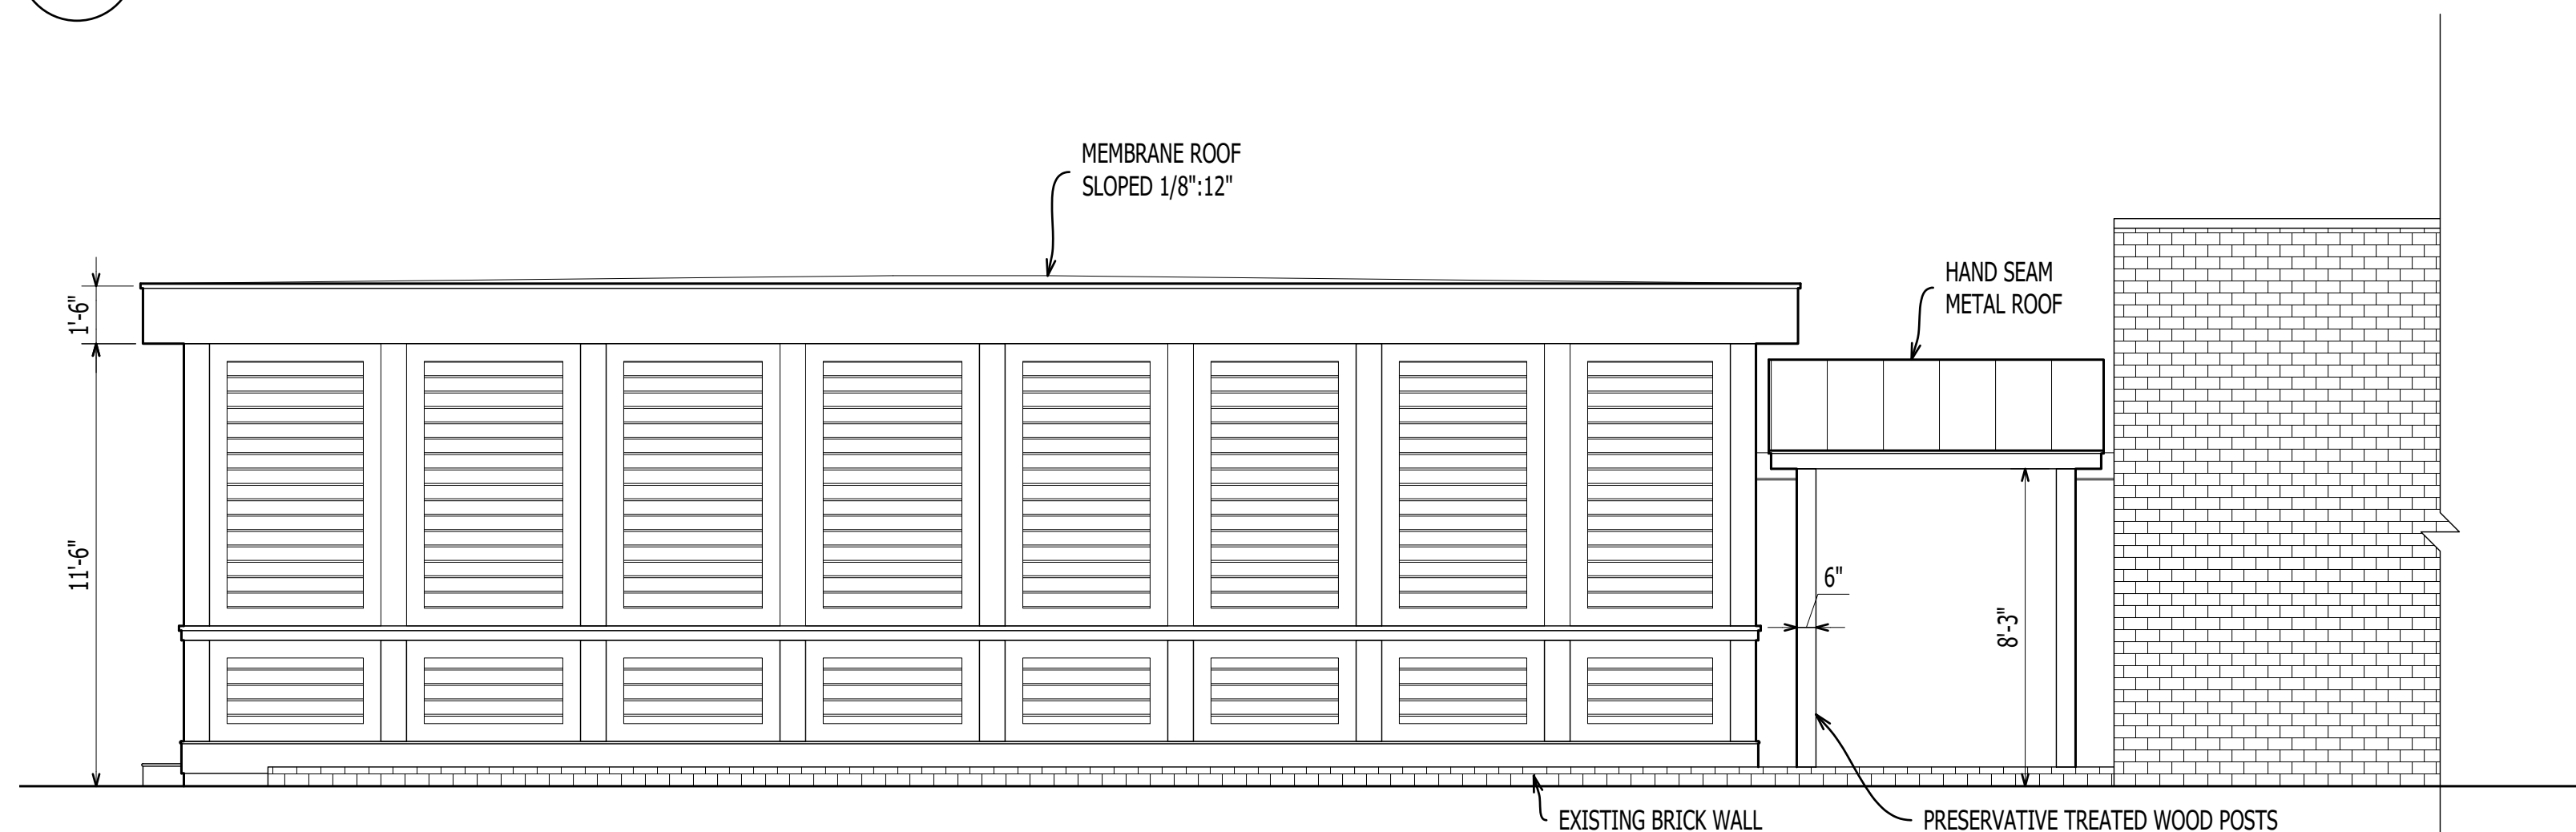 MEMBRANE ROOF
SLOPED 1/8":12"
HAND SEAM
METAL ROOF
1'-6"
11'-6"
6"
8'-3"
EXISTING BRICK WALL
PRESERVATIVE TREATED WOOD POSTS